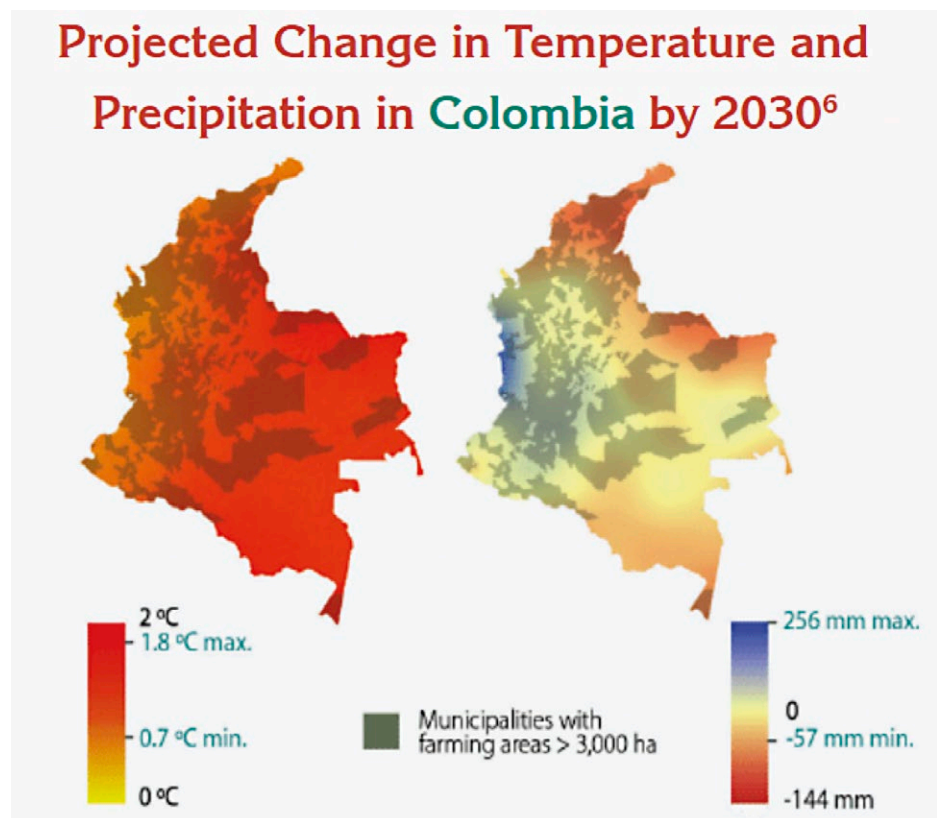 Projected Change in Temperature and
Precipitation in Colombia by 2030⁶
2 ºC
1.8 ºC max.
0.7 ºC min.
0 ºC
Municipalities with
farming areas > 3,000 ha
256 mm max.
0
-57 mm min.
-144 mm